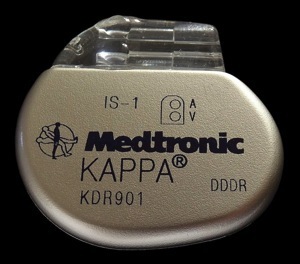 IS-1 A
V
Medtronic
KAPPA®
KDR901 DDDR